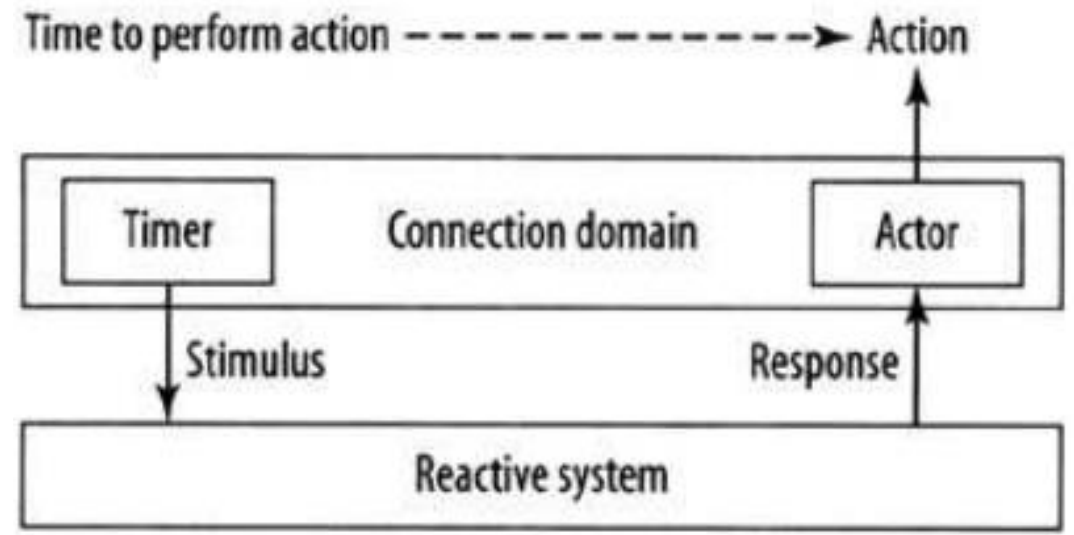 Time to perform action
Action
Timer
Connection domain
Actor
Stimulus
Response
Reactive system